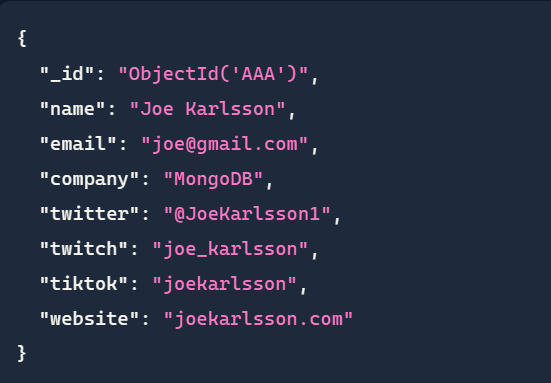 {
"_id": "ObjectId('AAA')",
"name": "Joe Karlsson",
"email": "joe@gmail.com",
"company": "MongoDB",
"twitter": "@JoeKarlsson1",
"twitch": "joe_karlsson",
"tiktok": "joekarlsson",
"website": "joekarlsson.com"
}